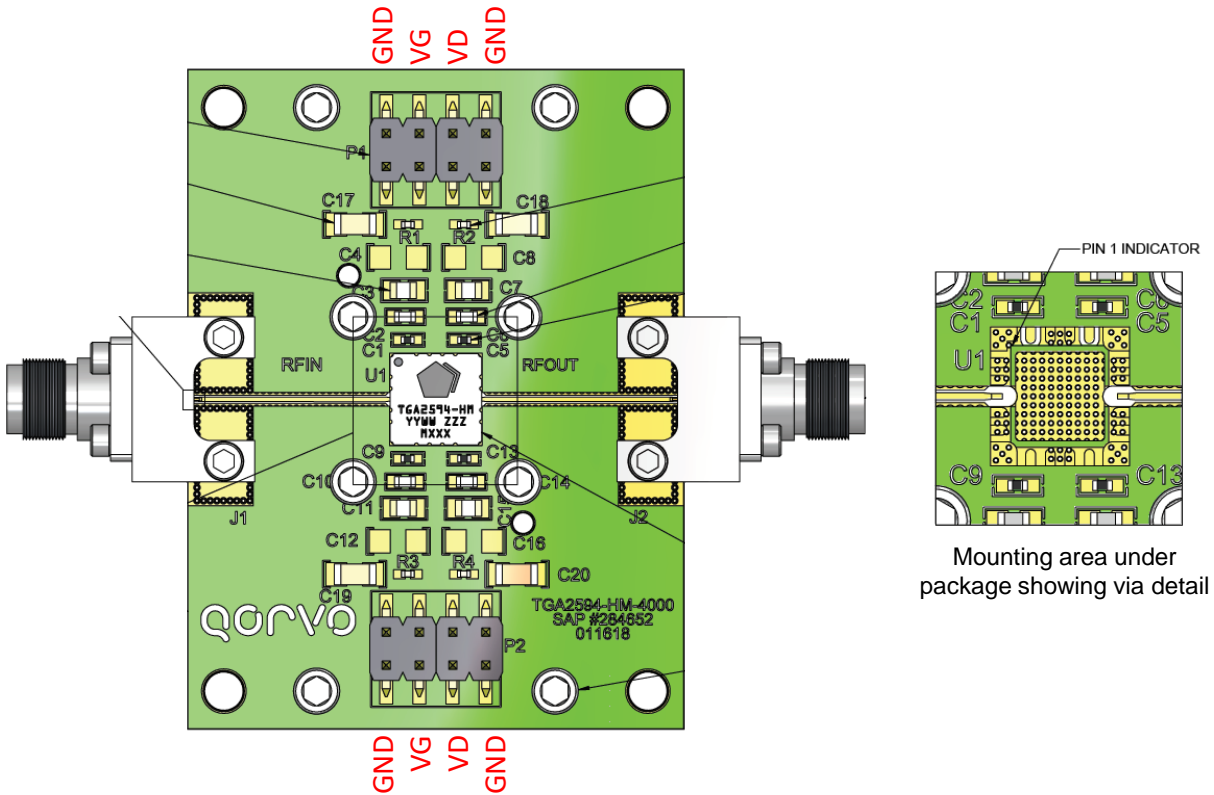 GND VG VD GND
P1
C17 C18
R1 R2
C4 C8
C3 C7
C2 C6
C1 C5
RFIN U1 RFOUT
TGA2594-HM
YYWW ZZZ
MXXX
C9 C13
C10 C14
C11 C15
J1 J2
C12 C16
R3 R4
C19 C20
QORVO
TGA2594-HM-4000
SAP #284652
011618
P2
GND VG VD GND
PIN 1 INDICATOR
C2 C6
C1 C5
U1
C9 C13
Mounting area under
package showing via detail